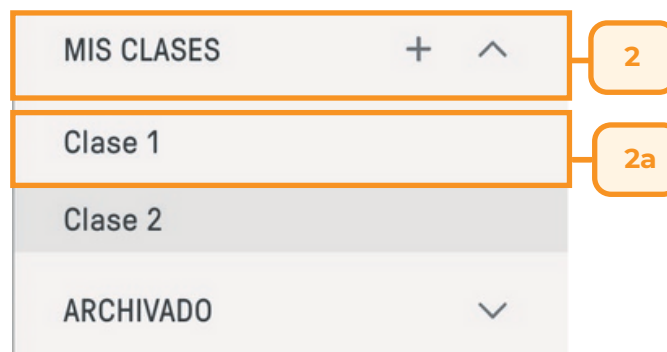 MIS CLASES
2
Clase 1
2a
Clase 2
ARCHIVADO